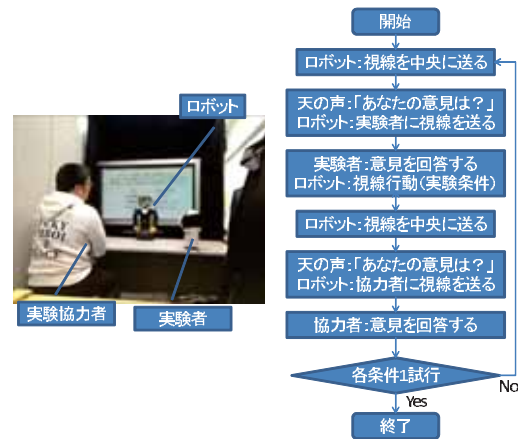 ロボット
実験協力者
実験者
開始
ロボット:視線を中央に送る
天の声:「あなたの意見は?」
ロボット:実験者に視線を送る
実験者:意見を回答する
ロボット:視線行動(実験条件)
ロボット:視線を中央に送る
天の声:「あなたの意見は?」
ロボット:協力者に視線を送る
協力者:意見を回答する
各条件1試行
No
Yes
終了